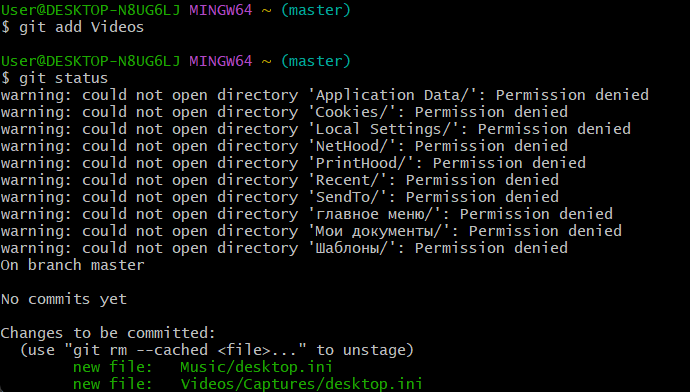 User@DESKTOP-N8UG6LJ MINGW64 ~ (master)
$ git add Videos
User@DESKTOP-N8UG6LJ MINGW64 ~ (master)
$ git status
warning: could not open directory 'Application Data/': Permission denied
warning: could not open directory 'Cookies/': Permission denied
warning: could not open directory 'Local Settings/': Permission denied
warning: could not open directory 'NetHood/': Permission denied
warning: could not open directory 'PrintHood/': Permission denied
warning: could not open directory 'Recent/': Permission denied
warning: could not open directory 'SendTo/': Permission denied
warning: could not open directory 'главное меню/': Permission denied
warning: could not open directory 'Мои документы/': Permission denied
warning: could not open directory 'Шаблоны/': Permission denied
On branch master
No commits yet
Changes to be committed:
(use "git rm --cached <file>..." to unstage)
new file: Music/desktop.ini
new file: Videos/Captures/desktop.ini